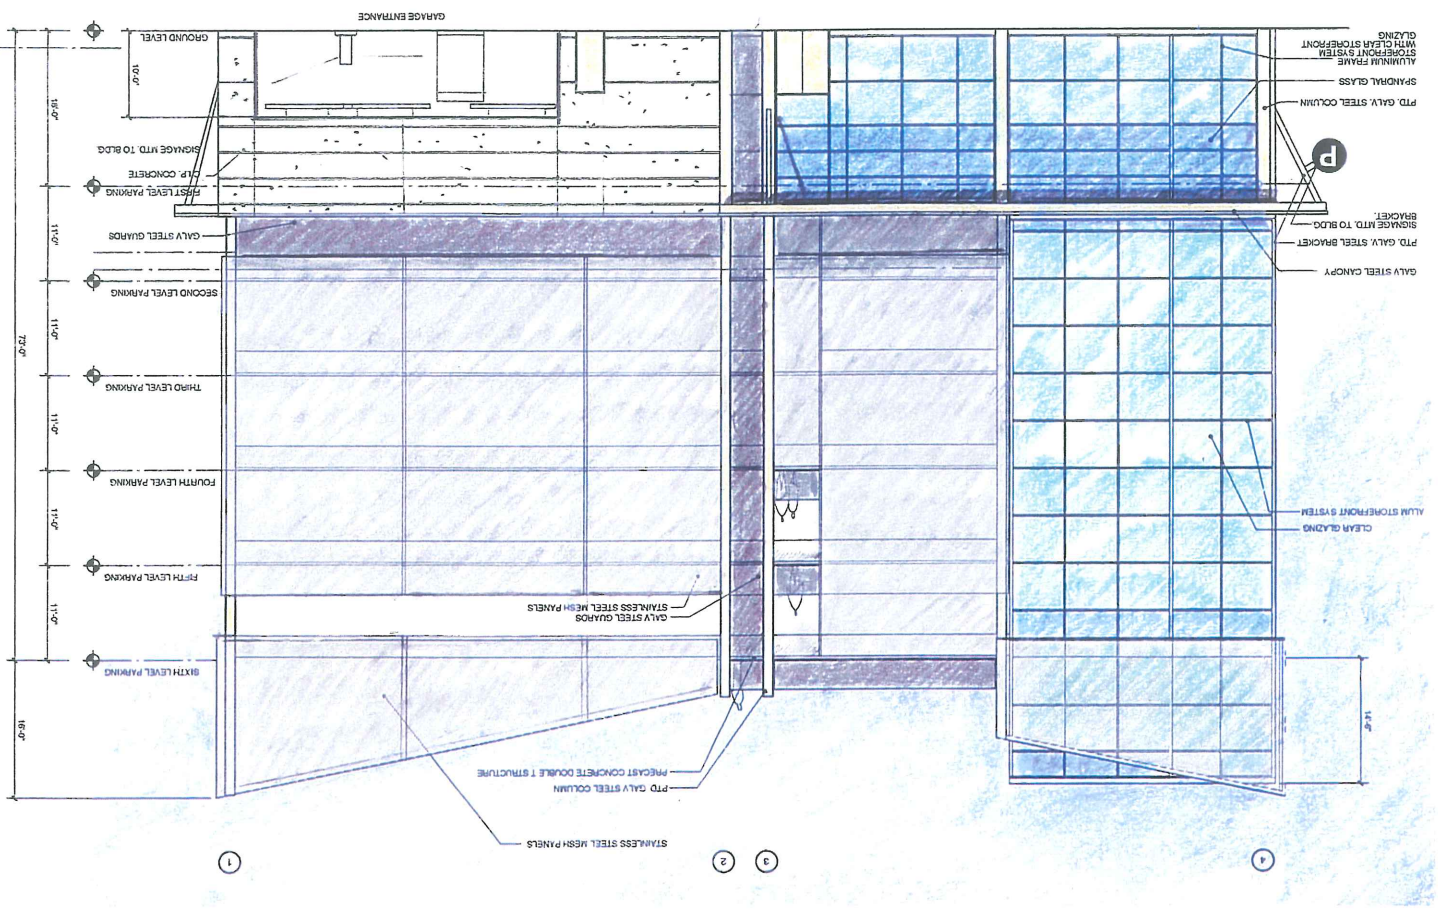 4
3
2
1
STAINLESS STEEL MESH PANELS
PTD GALV STEEL COLUMN
PRECAST CONCRETE DOUBLE T STRUCTURE
14'-0"
16'-0"
SIXTH LEVEL PARKING
GALV STEEL GUARDS
STAINLESS STEEL MESH PANELS
11'-0"
FIFTH LEVEL PARKING
CLEAR GLAZING
ALUM STOREFRONT SYSTEM
11'-0"
FOURTH LEVEL PARKING
11'-0"
THIRD LEVEL PARKING
73'-0"
11'-0"
SECOND LEVEL PARKING
GALV STEEL CANOPY
PTD. GALV. STEEL BRACKET
SIGNAGE MTD. TO BLDG.
BRACKET.
GALV STEEL GUARDS
11'-0"
FIRST LEVEL PARKING
C.I.P. CONCRETE
SIGNAGE MTD. TO BLDG
P
PTD. GALV. STEEL COLUMN
SPANDRAL GLASS
ALUMINUM FRAME
STOREFRONT SYSTEM
WITH CLEAR STOREFRONT
GLAZING
10'-0"
GROUND LEVEL
GARAGE ENTRANCE